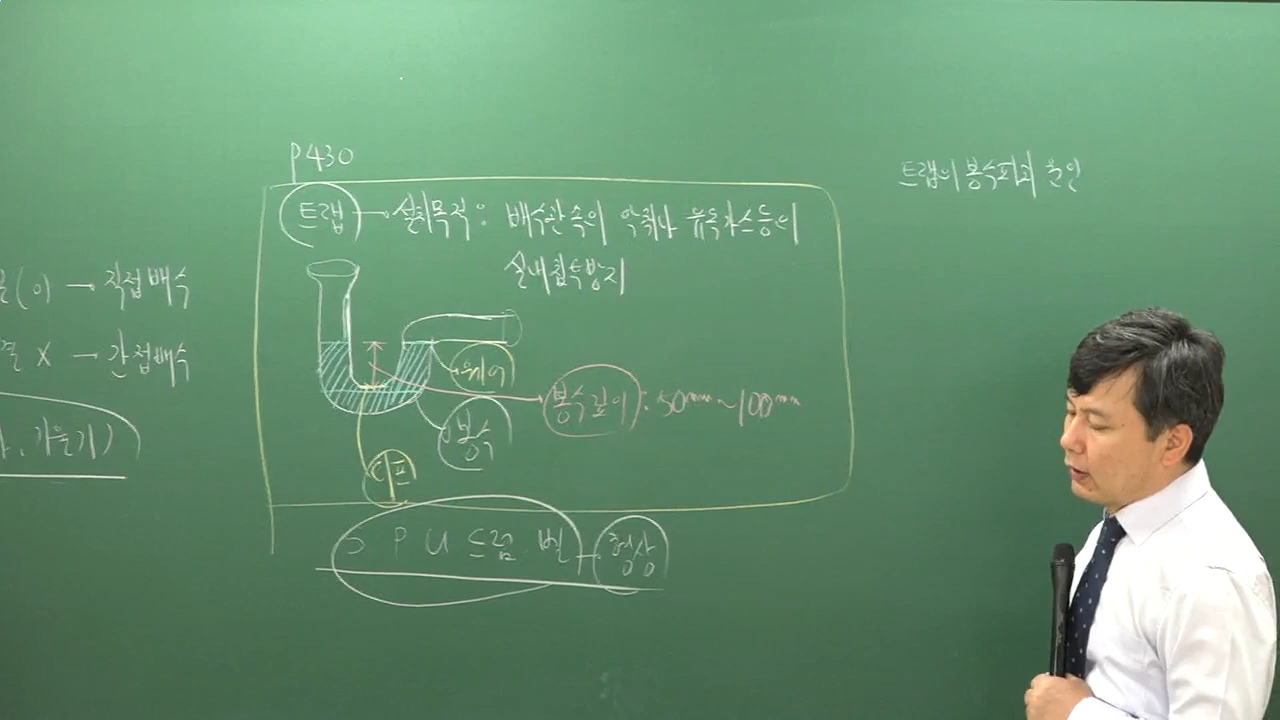 P430
트랩 → 설치목적 : 배수관 속의 악취나 유독가스등의
실내침투방지
웨어
봉수깊이 : 50mm~100mm
봉수
디프
S P U 드럼 벨 - 형상
(이) → 직접배수
결 X → 간접배수
기울기)
트랩의 봉수파괴 원인